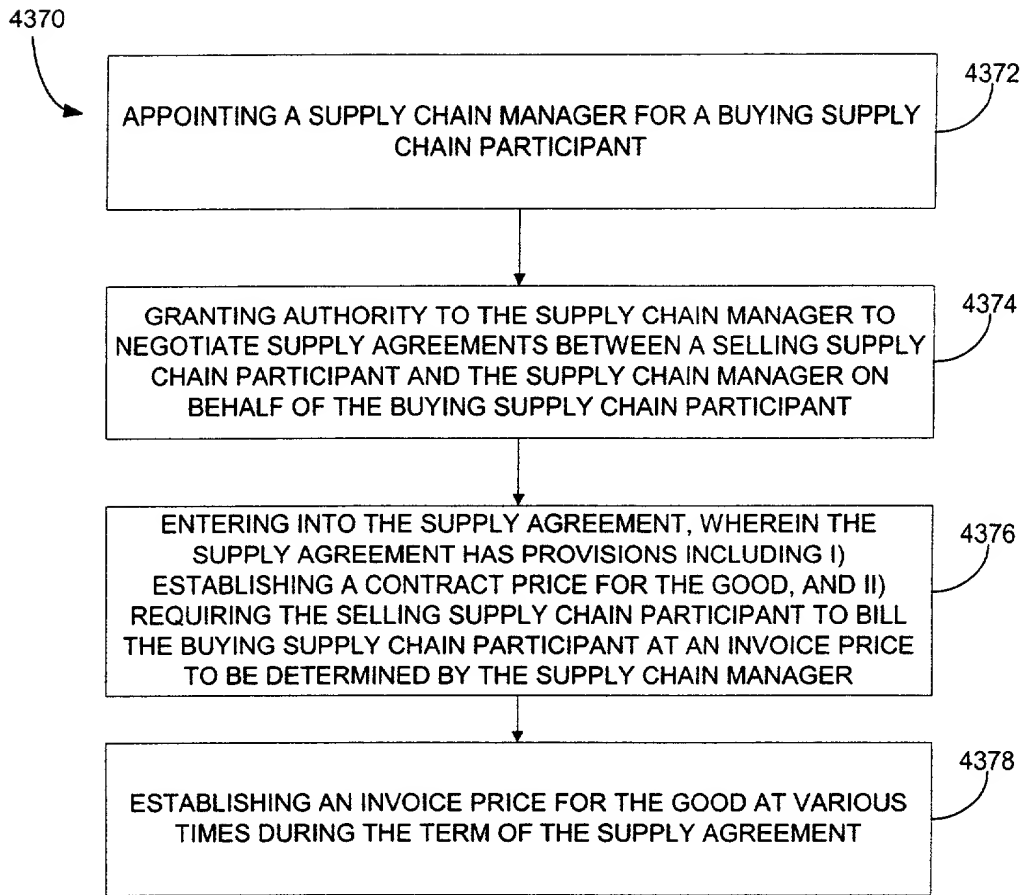 4370
4372
APPOINTING A SUPPLY CHAIN MANAGER FOR A BUYING SUPPLY
CHAIN PARTICIPANT
4374
GRANTING AUTHORITY TO THE SUPPLY CHAIN MANAGER TO
NEGOTIATE SUPPLY AGREEMENTS BETWEEN A SELLING SUPPLY
CHAIN PARTICIPANT AND THE SUPPLY CHAIN MANAGER ON
BEHALF OF THE BUYING SUPPLY CHAIN PARTICIPANT
4376
ENTERING INTO THE SUPPLY AGREEMENT, WHEREIN THE
SUPPLY AGREEMENT HAS PROVISIONS INCLUDING I)
ESTABLISHING A CONTRACT PRICE FOR THE GOOD, AND II)
REQUIRING THE SELLING SUPPLY CHAIN PARTICIPANT TO BILL
THE BUYING SUPPLY CHAIN PARTICIPANT AT AN INVOICE PRICE
TO BE DETERMINED BY THE SUPPLY CHAIN MANAGER
4378
ESTABLISHING AN INVOICE PRICE FOR THE GOOD AT VARIOUS
TIMES DURING THE TERM OF THE SUPPLY AGREEMENT